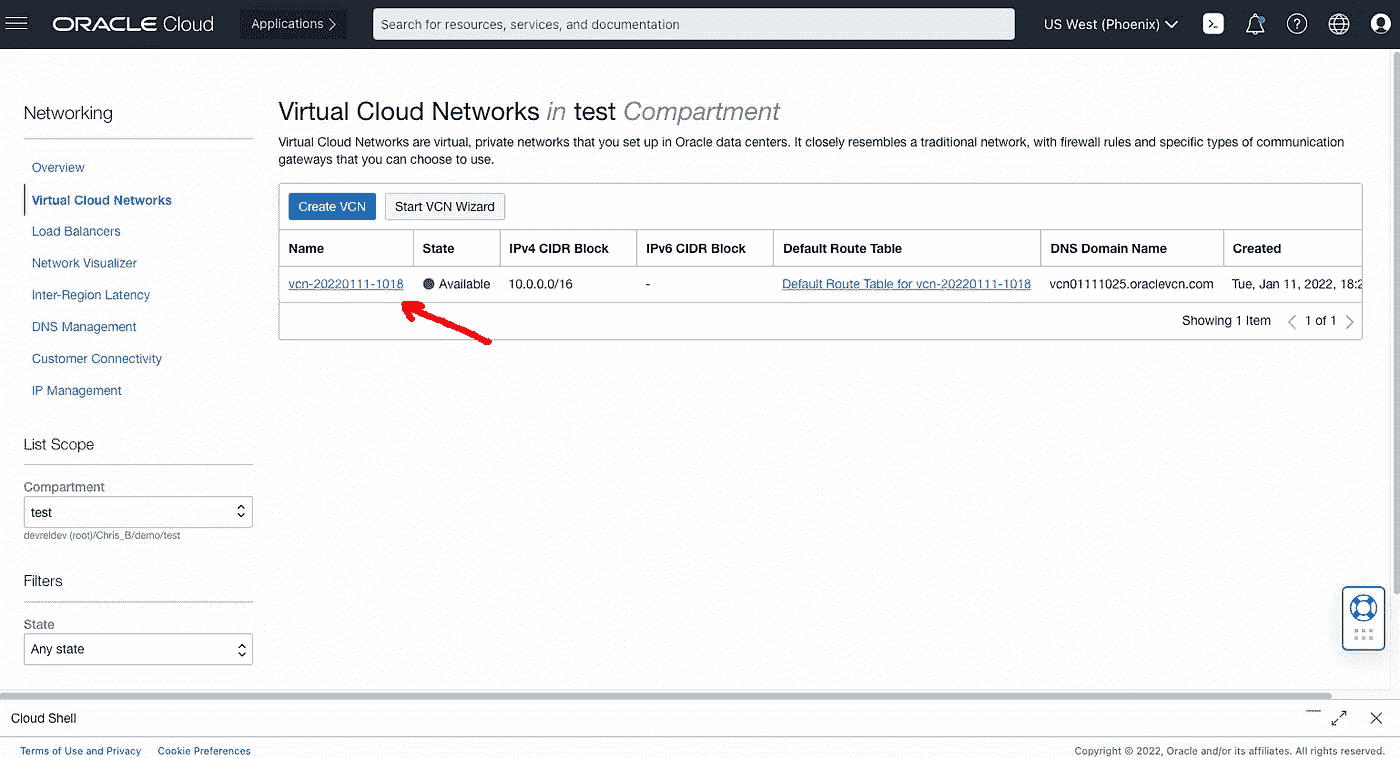 ORACLE Cloud
Applications
Search for resources, services, and documentation
US West (Phoenix)
Networking
Overview
Virtual Cloud Networks
Load Balancers
Network Visualizer
Inter-Region Latency
DNS Management
Customer Connectivity
IP Management
List Scope
Compartment
test
devreldev (root)/Chris_B/demo/test
Filters
State
Any state
Virtual Cloud Networks in test Compartment
Virtual Cloud Networks are virtual, private networks that you set up in Oracle data centers. It closely resembles a traditional network, with firewall rules and specific types of communication
gateways that you can choose to use.
Create VCN Start VCN Wizard
Name State IPv4 CIDR Block IPv6 CIDR Block Default Route Table DNS Domain Name Created
vcn-20220111-1018 Available 10.0.0.0/16 - Default Route Table for vcn-20220111-1018 vcn01111025.oraclevcn.com Tue, Jan 11, 2022, 18:2
Showing 1 Item 1 of 1
Cloud Shell
Terms of Use and Privacy Cookie Preferences
Copyright © 2022, Oracle and/or its affiliates. All rights reserved.